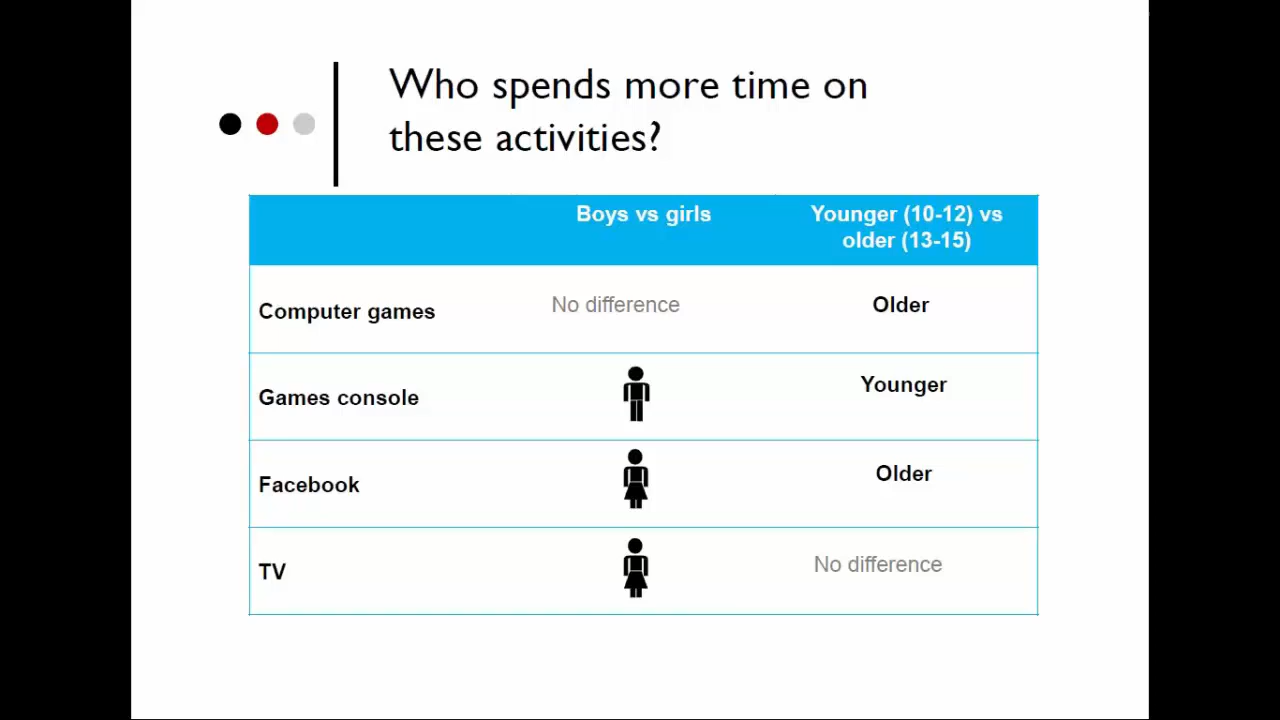 Who spends more time on
these activities?
Boys vs girls
Younger (10-12) vs
older (13-15)
Computer games
No difference
Older
Games console
Younger
Facebook
Older
TV
No difference